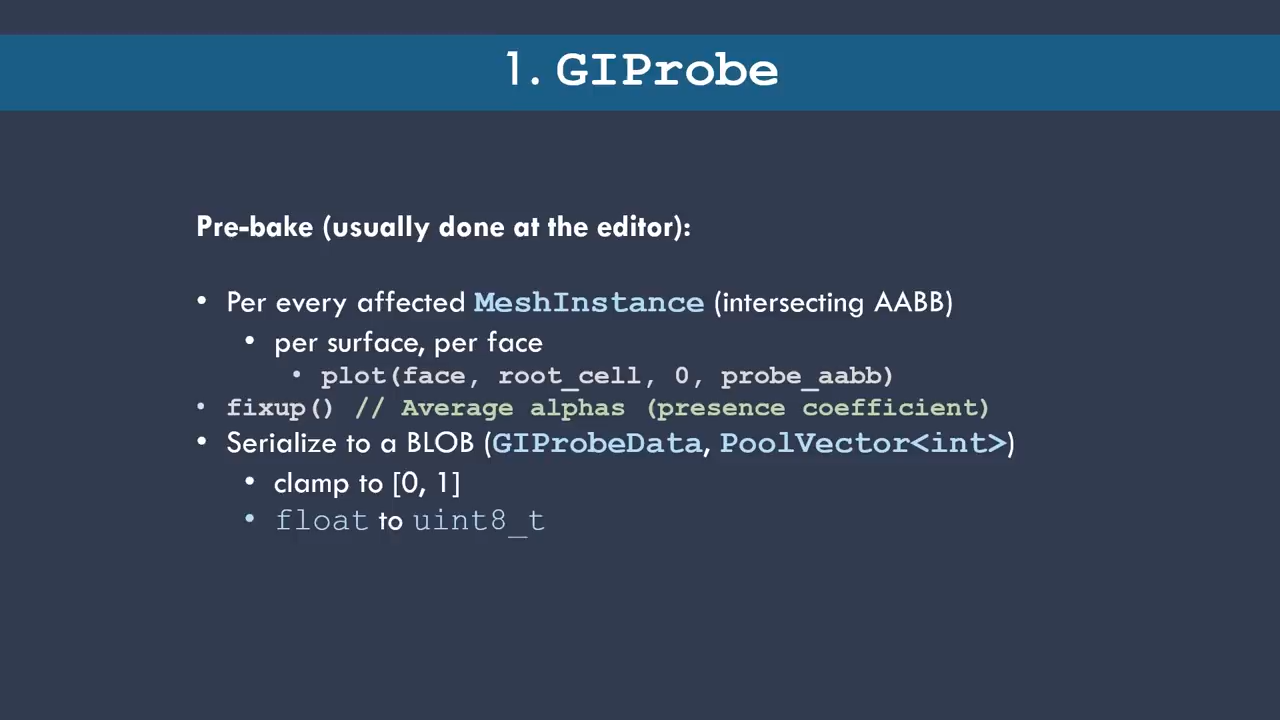 1. GIProbe
Pre-bake (usually done at the editor):
• Per every affected MeshInstance (intersecting AABB)
• per surface, per face
• plot(face, root_cell, 0, probe_aabb)
• fixup() // Average alphas (presence coefficient)
• Serialize to a BLOB (GIProbeData, PoolVector<int>)
• clamp to [0, 1]
• float to uint8_t